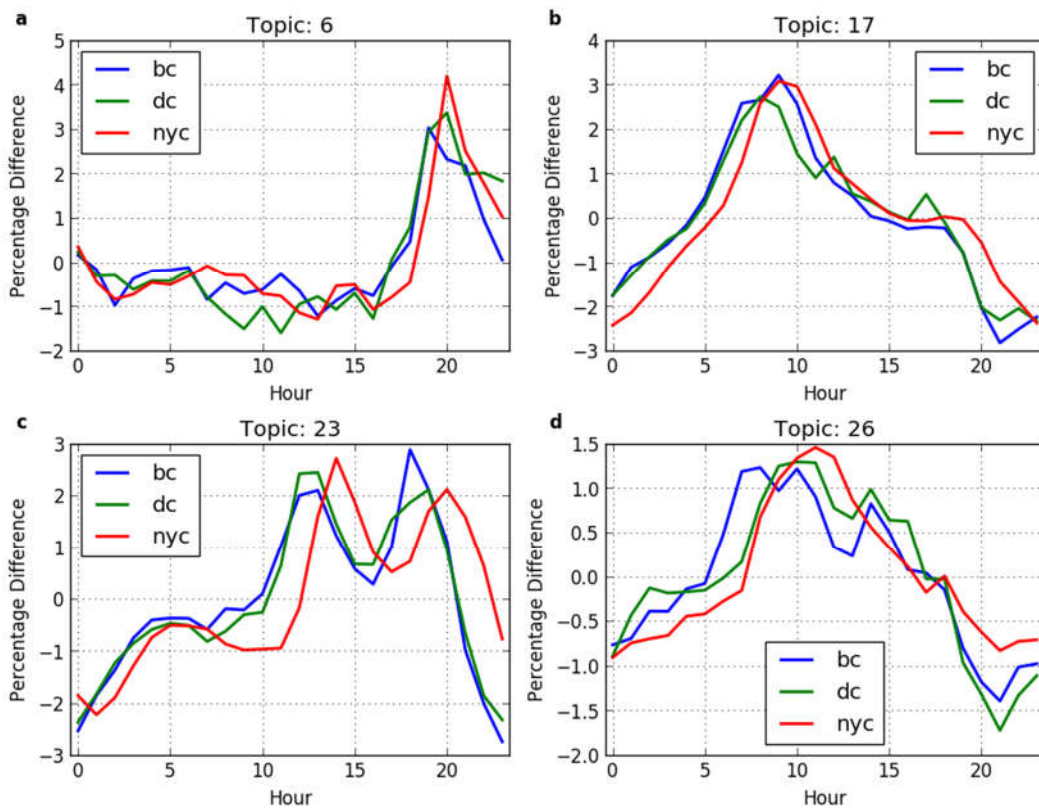 a
Topic: 6
Percentage Difference
5
4
3
2
1
0
−1
−2
bc
dc
nyc
0 5 10 15 20
Hour
b
Topic: 17
Percentage Difference
4
3
2
1
0
−1
−2
−3
bc
dc
nyc
0 5 10 15 20
Hour
c
Topic: 23
Percentage Difference
3
2
1
0
−1
−2
−3
bc
dc
nyc
0 5 10 15 20
Hour
d
Topic: 26
Percentage Difference
1.5
1.0
0.5
0.0
−0.5
−1.0
−1.5
−2.0
bc
dc
nyc
0 5 10 15 20
Hour